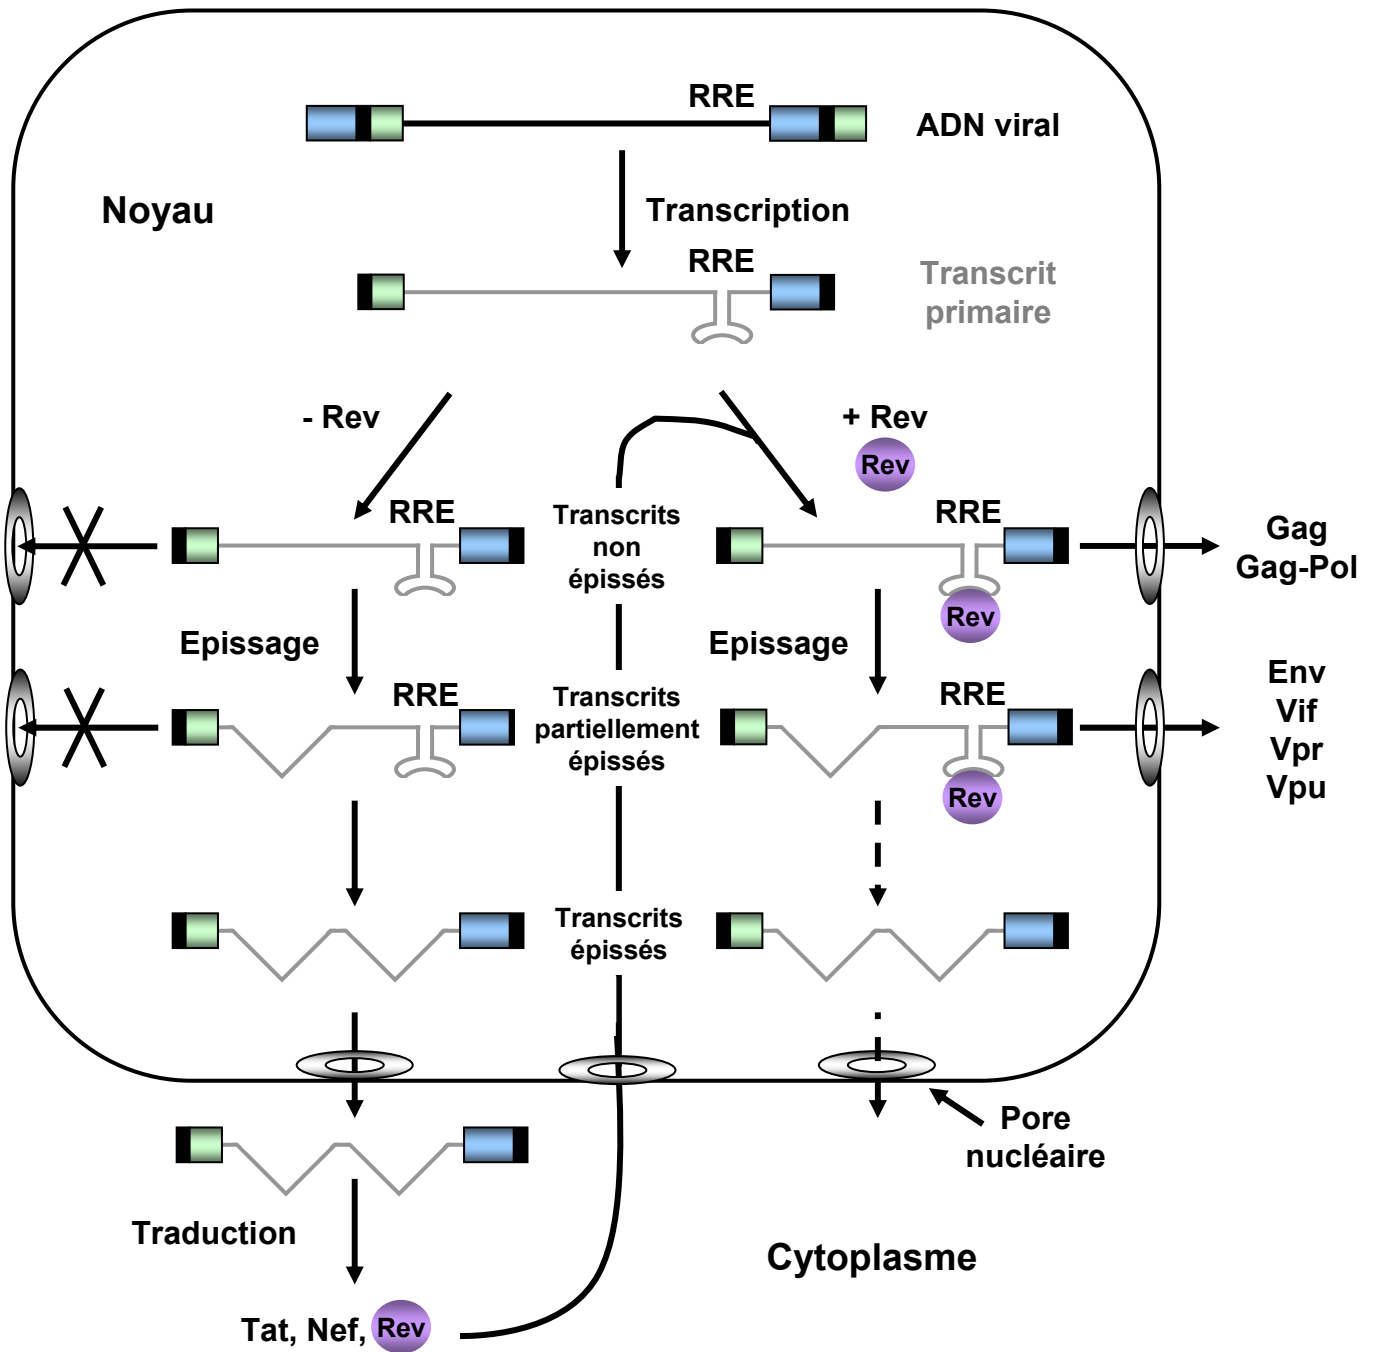 RRE
ADN viral
Noyau
Transcription
RRE
Transcrit
primaire
- Rev
+ Rev
Rev
RRE
Transcrits
non
épissés
RRE
Gag
Gag-Pol
Rev
Epissage
Epissage
RRE
Transcrits
partiellement
épissés
RRE
Env
Vif
Vpr
Vpu
Rev
Transcrits
épissés
Pore
nucléaire
Traduction
Cytoplasme
Tat, Nef, Rev